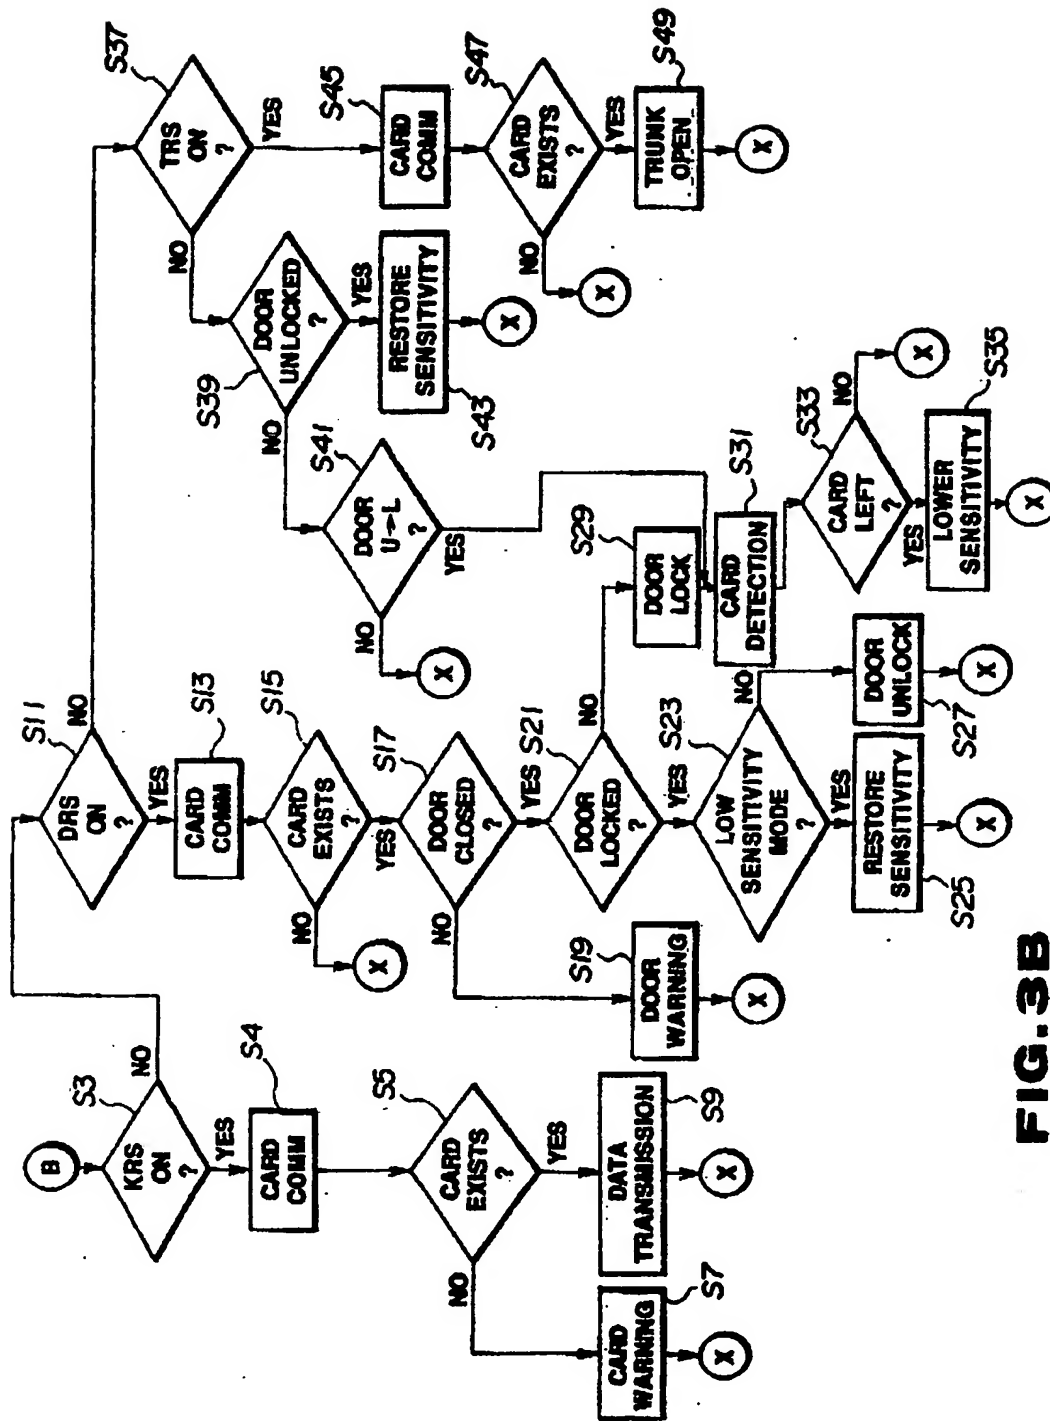 B
KRS
ON
?
S3
NO
YES
CARD
COMM
S4
CARD
EXISTS
?
S5
NO
YES
CARD
WARNING
S7
X
DATA
TRANSMISSION
S9
X
DRS
ON
?
S11
NO
YES
CARD
COMM
S13
CARD
EXISTS
?
S15
NO
X
YES
DOOR
CLOSED
?
S17
NO
YES
DOOR
WARNING
S19
X
DOOR
LOCKED
?
S21
NO
YES
LOW
SENSITIVITY
MODE
?
S23
NO
YES
RESTORE
SENSITIVITY
S25
X
DOOR
UNLOCK
S27
X
DOOR
LOCK
S29
CARD
DETECTION
S31
CARD
LEFT
?
S33
NO
X
YES
LOWER
SENSITIVITY
S35
X
TRS
ON
?
S37
NO
YES
DOOR
UNLOCKED
?
S39
NO
YES
DOOR
U→L
?
S41
NO
X
YES
RESTORE
SENSITIVITY
S43
X
CARD
COMM
S45
CARD
EXISTS
?
S47
NO
X
YES
TRUNK
OPEN
S49
X
FIG.3B